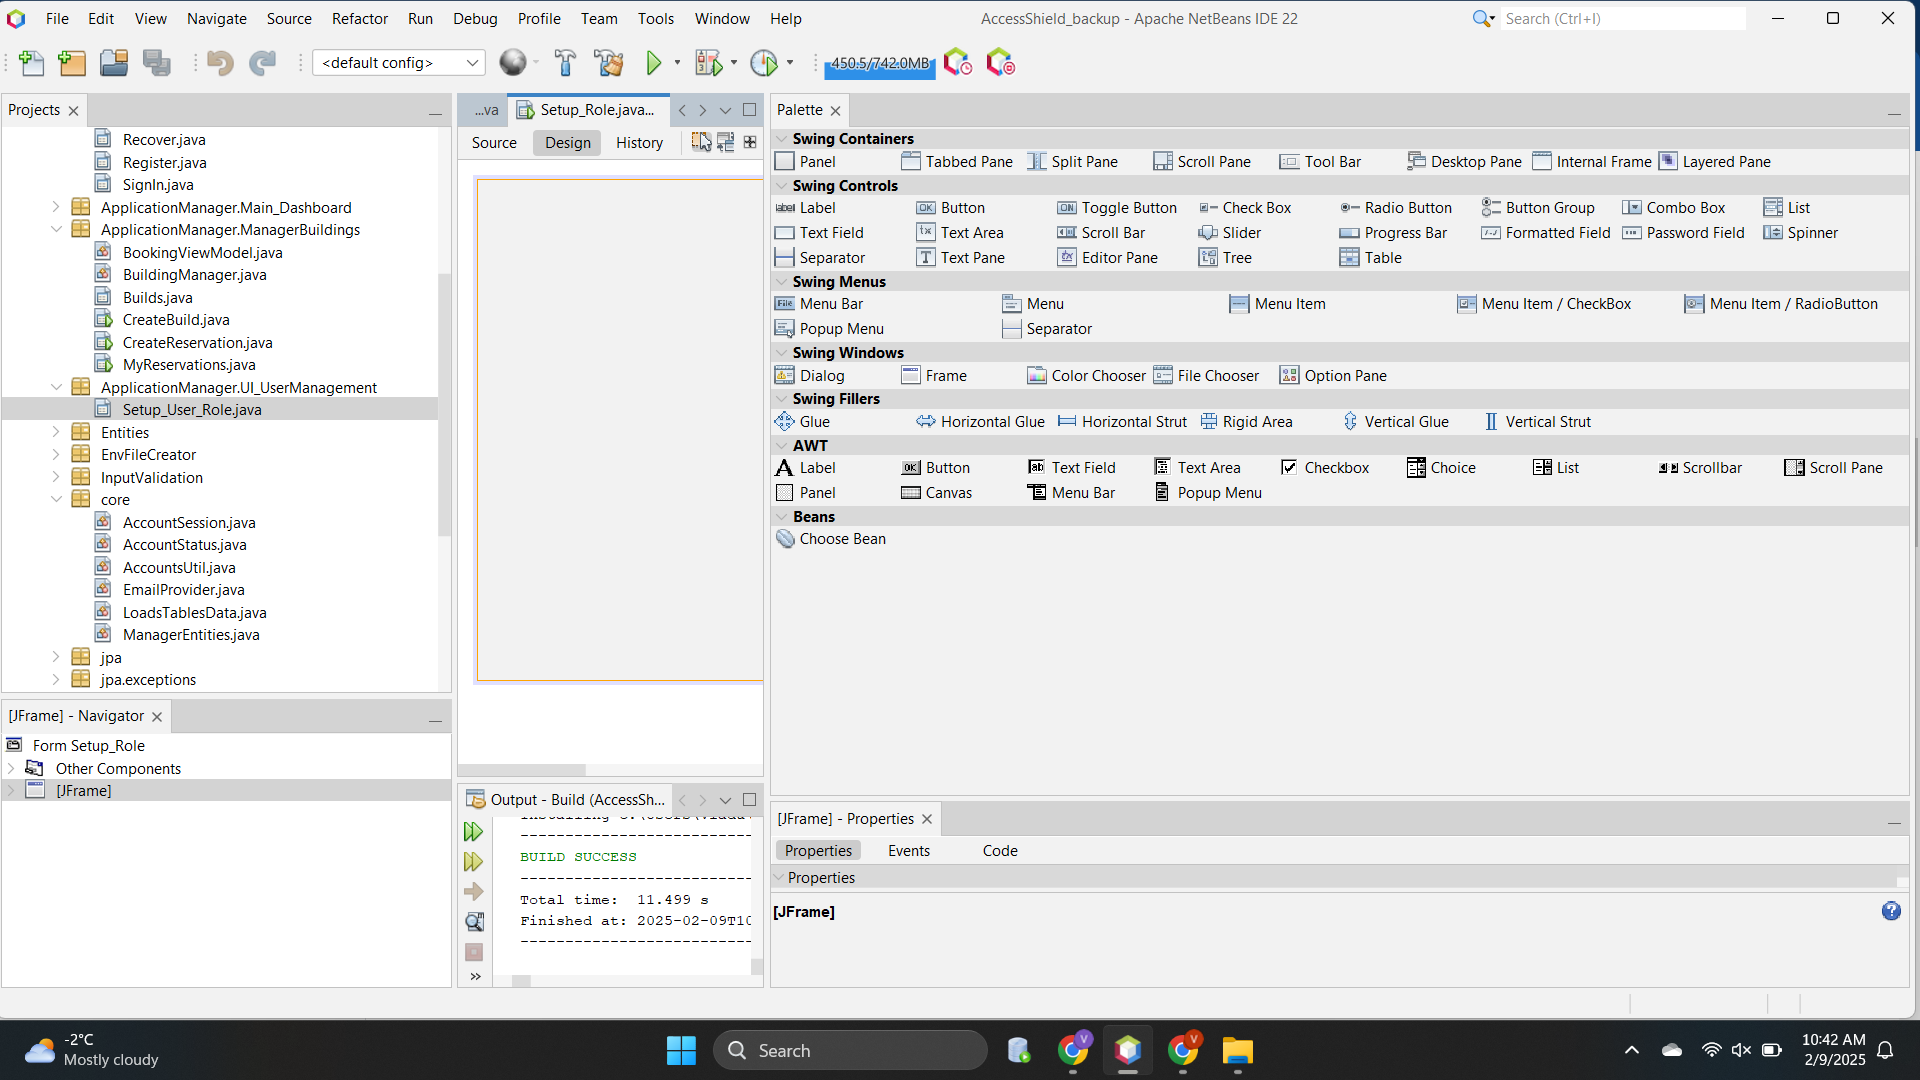 File Edit View Navigate Source Refactor Run Debug Profile Team Tools Window Help
AccessShield_backup - Apache NetBeans IDE 22
Search (Ctrl+I)
<default config>
450.5/742.0MB
Projects
Recover.java
Register.java
SignIn.java
ApplicationManager.Main_Dashboard
ApplicationManager.ManagerBuildings
BookingViewModel.java
BuildingManager.java
Builds.java
CreateBuild.java
CreateReservation.java
MyReservations.java
ApplicationManager.UI_UserManagement
Setup_User_Role.java
Entities
EnvFileCreator
InputValidation
core
AccountSession.java
AccountStatus.java
AccountsUtil.java
EmailProvider.java
LoadsTablesData.java
ManagerEntities.java
jpa
jpa.exceptions
[JFrame] - Navigator
Form Setup_Role
Other Components
[JFrame]
...va
Setup_Role.java...
Source Design History
Output - Build (AccessSh...
BUILD SUCCESS
Total time: 11.499 s
Finished at: 2025-02-09T10
Palette
Swing Containers
Panel Tabbed Pane Split Pane Scroll Pane Tool Bar Desktop Pane Internal Frame Layered Pane
Swing Controls
Label Button Toggle Button Check Box Radio Button Button Group Combo Box List
Text Field Text Area Scroll Bar Slider Progress Bar Formatted Field Password Field Spinner
Separator Text Pane Editor Pane Tree Table
Swing Menus
Menu Bar Menu Menu Item Menu Item / CheckBox Menu Item / RadioButton
Popup Menu Separator
Swing Windows
Dialog Frame Color Chooser File Chooser Option Pane
Swing Fillers
Glue Horizontal Glue Horizontal Strut Rigid Area Vertical Glue Vertical Strut
AWT
Label Button Text Field Text Area Checkbox Choice List Scrollbar Scroll Pane
Panel Canvas Menu Bar Popup Menu
Beans
Choose Bean
[JFrame] - Properties
Properties Events Code
Properties
[JFrame]
-2°C
Mostly cloudy
Search
10:42 AM
2/9/2025